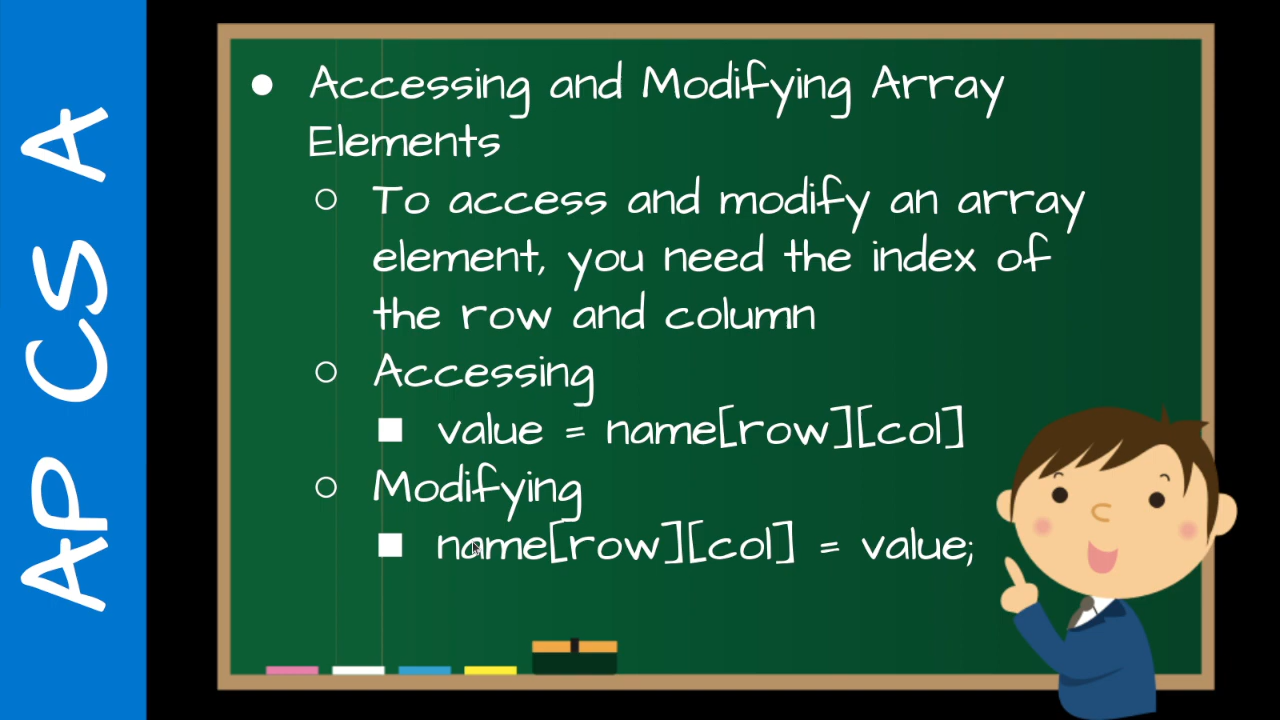 AP CS A
● Accessing and Modifying Array
Elements
○ To access and modify an array
element, you need the index of
the row and column
○ Accessing
■ value = name[row][col]
○ Modifying
■ name[row][col] = value;